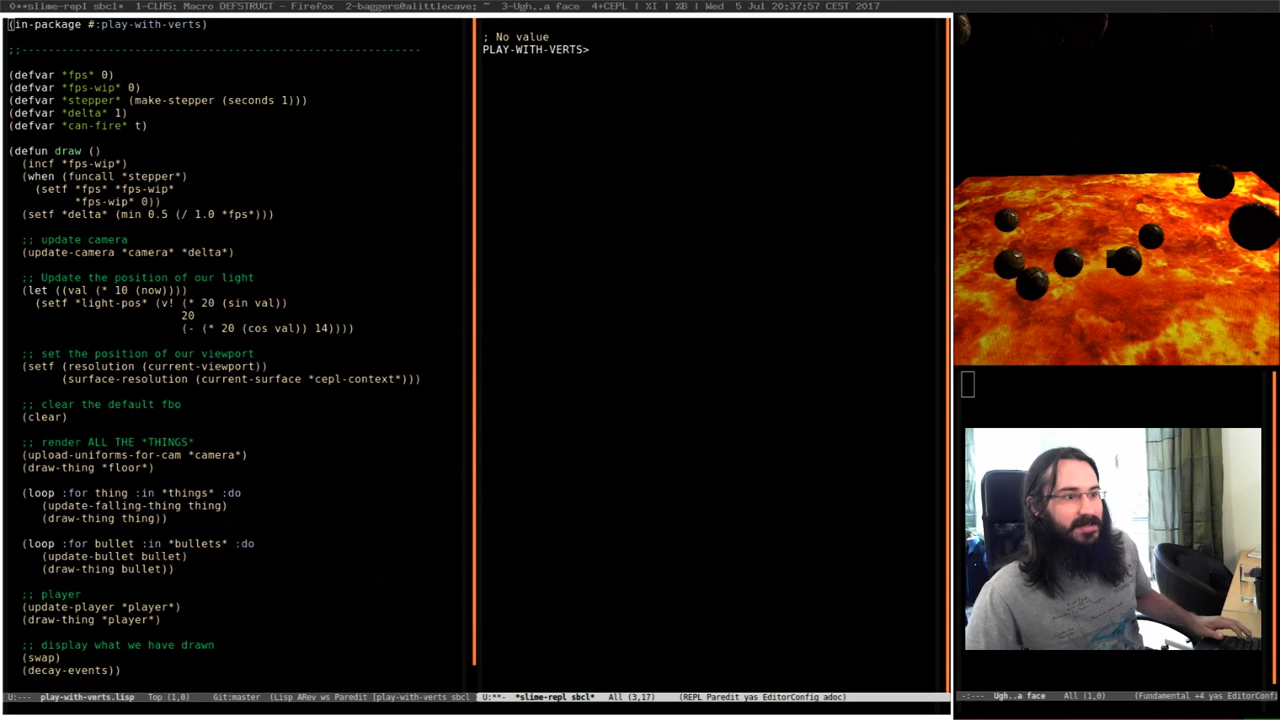 0**slime-repl sbcl*  1-CLHS: Macro DEFSTRUCT - Firefox  2-baggers@alittlecave: ~  3-Ugh..a face  4+CEPL | %I | %B | Wed  5 Jul 20:37:57 CEST 2017
(in-package #:play-with-verts)
;;------------------------------------------------------------
(defvar *fps* 0)
(defvar *fps-wip* 0)
(defvar *stepper* (make-stepper (seconds 1)))
(defvar *delta* 1)
(defvar *can-fire* t)
(defun draw ()
  (incf *fps-wip*)
  (when (funcall *stepper*)
    (setf *fps* *fps-wip*
          *fps-wip* 0))
  (setf *delta* (min 0.5 (/ 1.0 *fps*)))
  ;; update camera
  (update-camera *camera* *delta*)
  ;; Update the position of our light
  (let ((val (* 10 (now))))
    (setf *light-pos* (v! (* 20 (sin val))
                          20
                          (- (* 20 (cos val)) 14))))
  ;; set the position of our viewport
  (setf (resolution (current-viewport))
        (surface-resolution (current-surface *cepl-context*)))
  ;; clear the default fbo
  (clear)
  ;; render ALL THE *THINGS*
  (upload-uniforms-for-cam *camera*)
  (draw-thing *floor*)
  (loop :for thing :in *things* :do
     (update-falling-thing thing)
     (draw-thing thing))
  (loop :for bullet :in *bullets* :do
     (update-bullet bullet)
     (draw-thing bullet))
  ;; player
  (update-player *player*)
  (draw-thing *player*)
  ;; display what we have drawn
  (swap)
  (decay-events))
U:---  play-with-verts.lisp   Top (1,0)     Git:master  (Lisp ARev ws Paredit [play-with-verts sbcl
; No value
PLAY-WITH-VERTS>
U:**-  *slime-repl sbcl*   All (3,17)     (REPL Paredit yas EditorConfig adoc)
-:---  Ugh..a face   All (1,0)     (Fundamental +4 yas EditorConfi